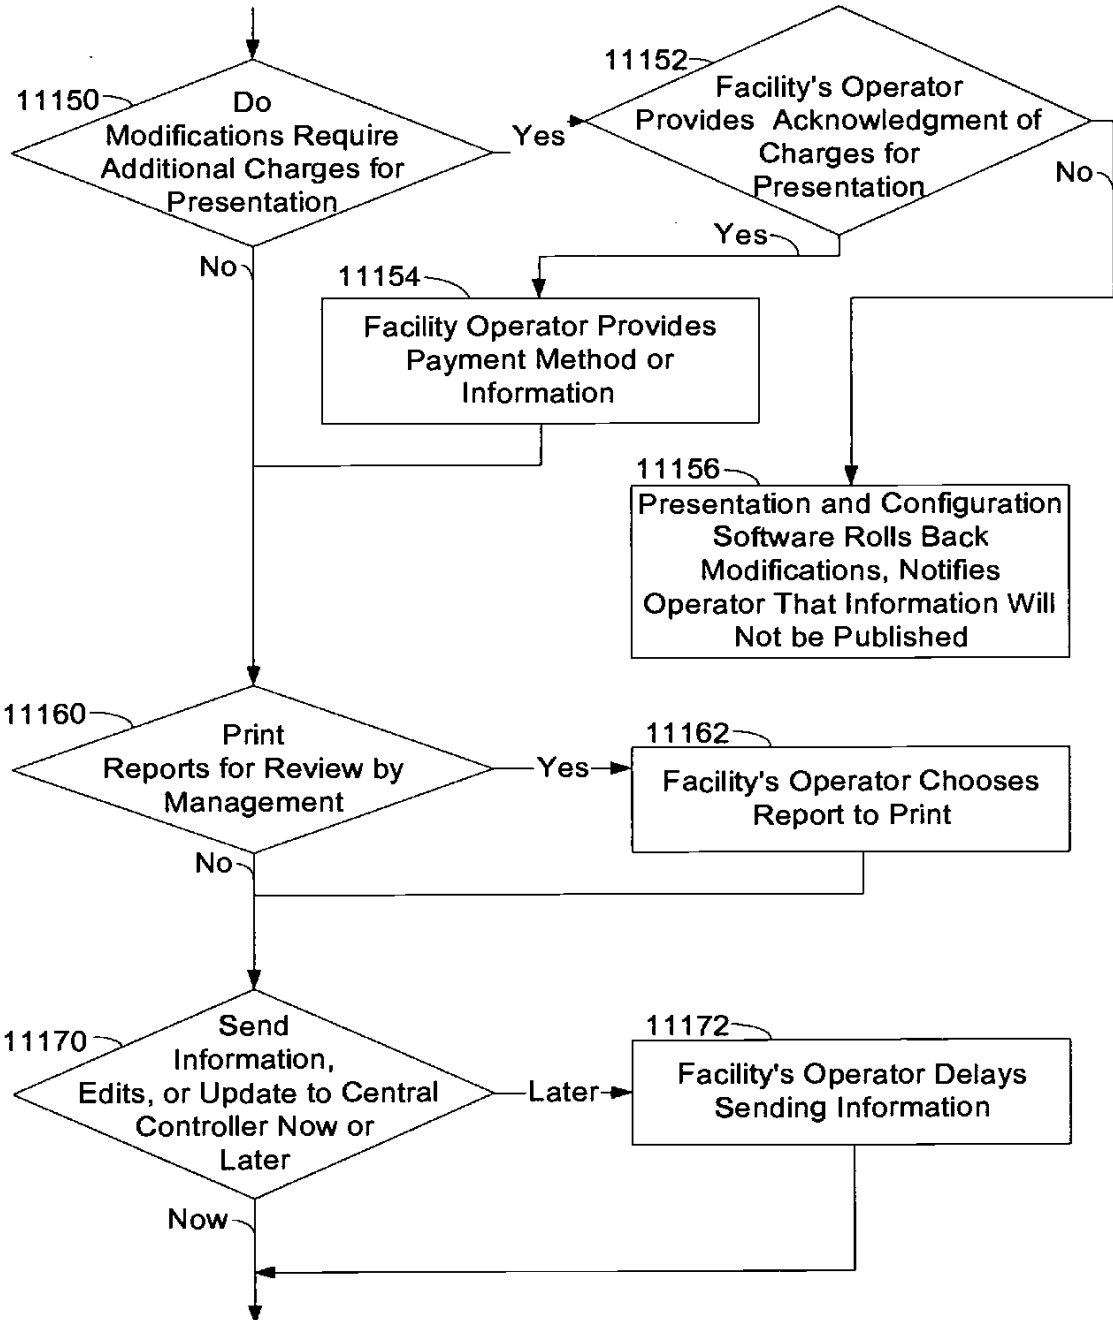 11150
Do
Modifications Require
Additional Charges for
Presentation
Yes
11152
Facility's Operator
Provides Acknowledgment of
Charges for
Presentation
No
Yes
No
11154
Facility Operator Provides
Payment Method or
Information
11156
Presentation and Configuration
Software Rolls Back
Modifications, Notifies
Operator That Information Will
Not be Published
11160
Print
Reports for Review by
Management
Yes
11162
Facility's Operator Chooses
Report to Print
No
11170
Send
Information,
Edits, or Update to Central
Controller Now or
Later
Later
11172
Facility's Operator Delays
Sending Information
Now